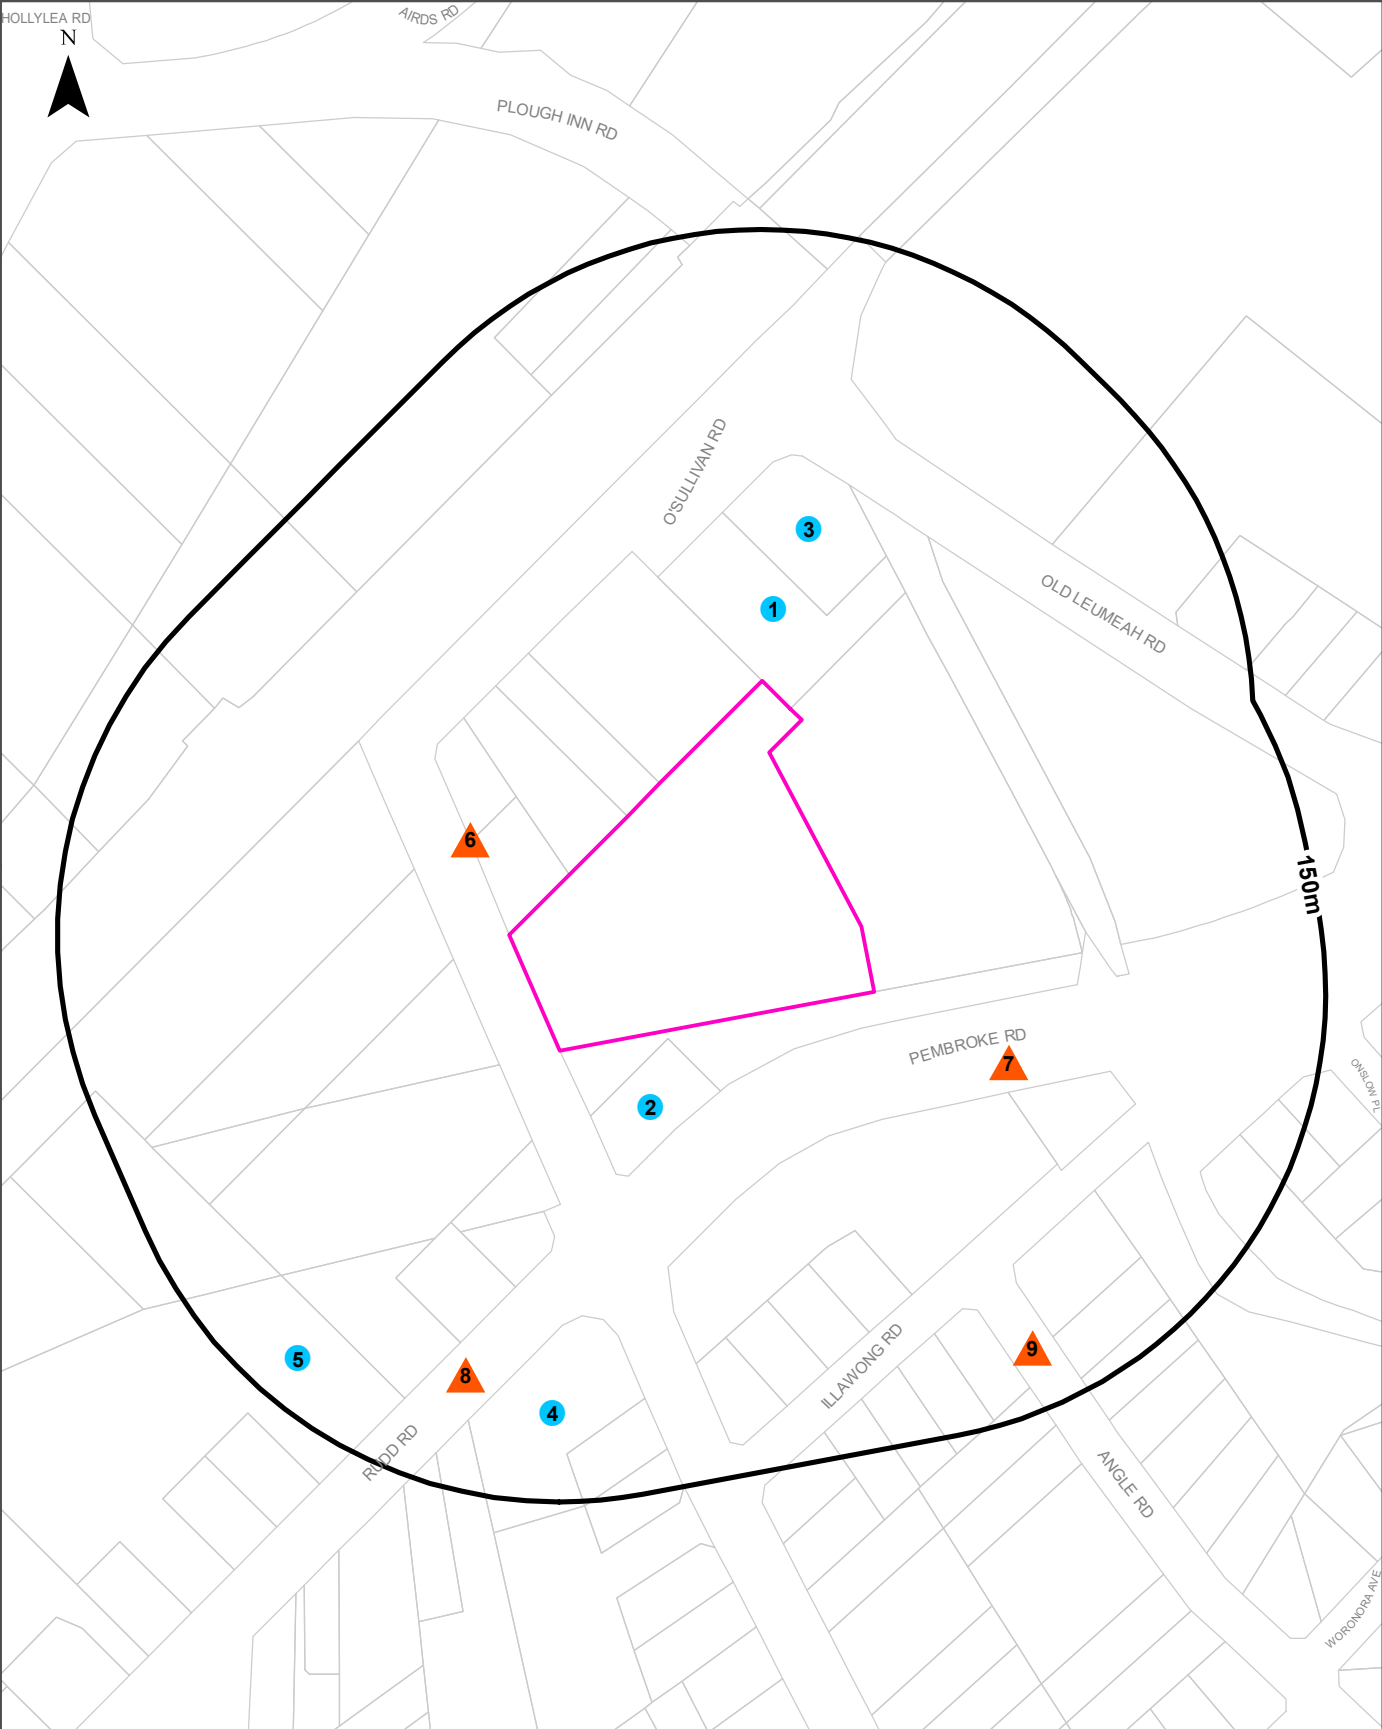 HOLLYLEA RD
AIRDS RD
N
PLOUGH INN RD
O'SULLIVAN RD
3
1
OLD LEUMEAH RD
6
150m
PEMBROKE RD
7
ONSLOW PL
2
ILLAWONG RD
9
5
8
4
RUDD RD
ANGLE RD
WORONORA AVE